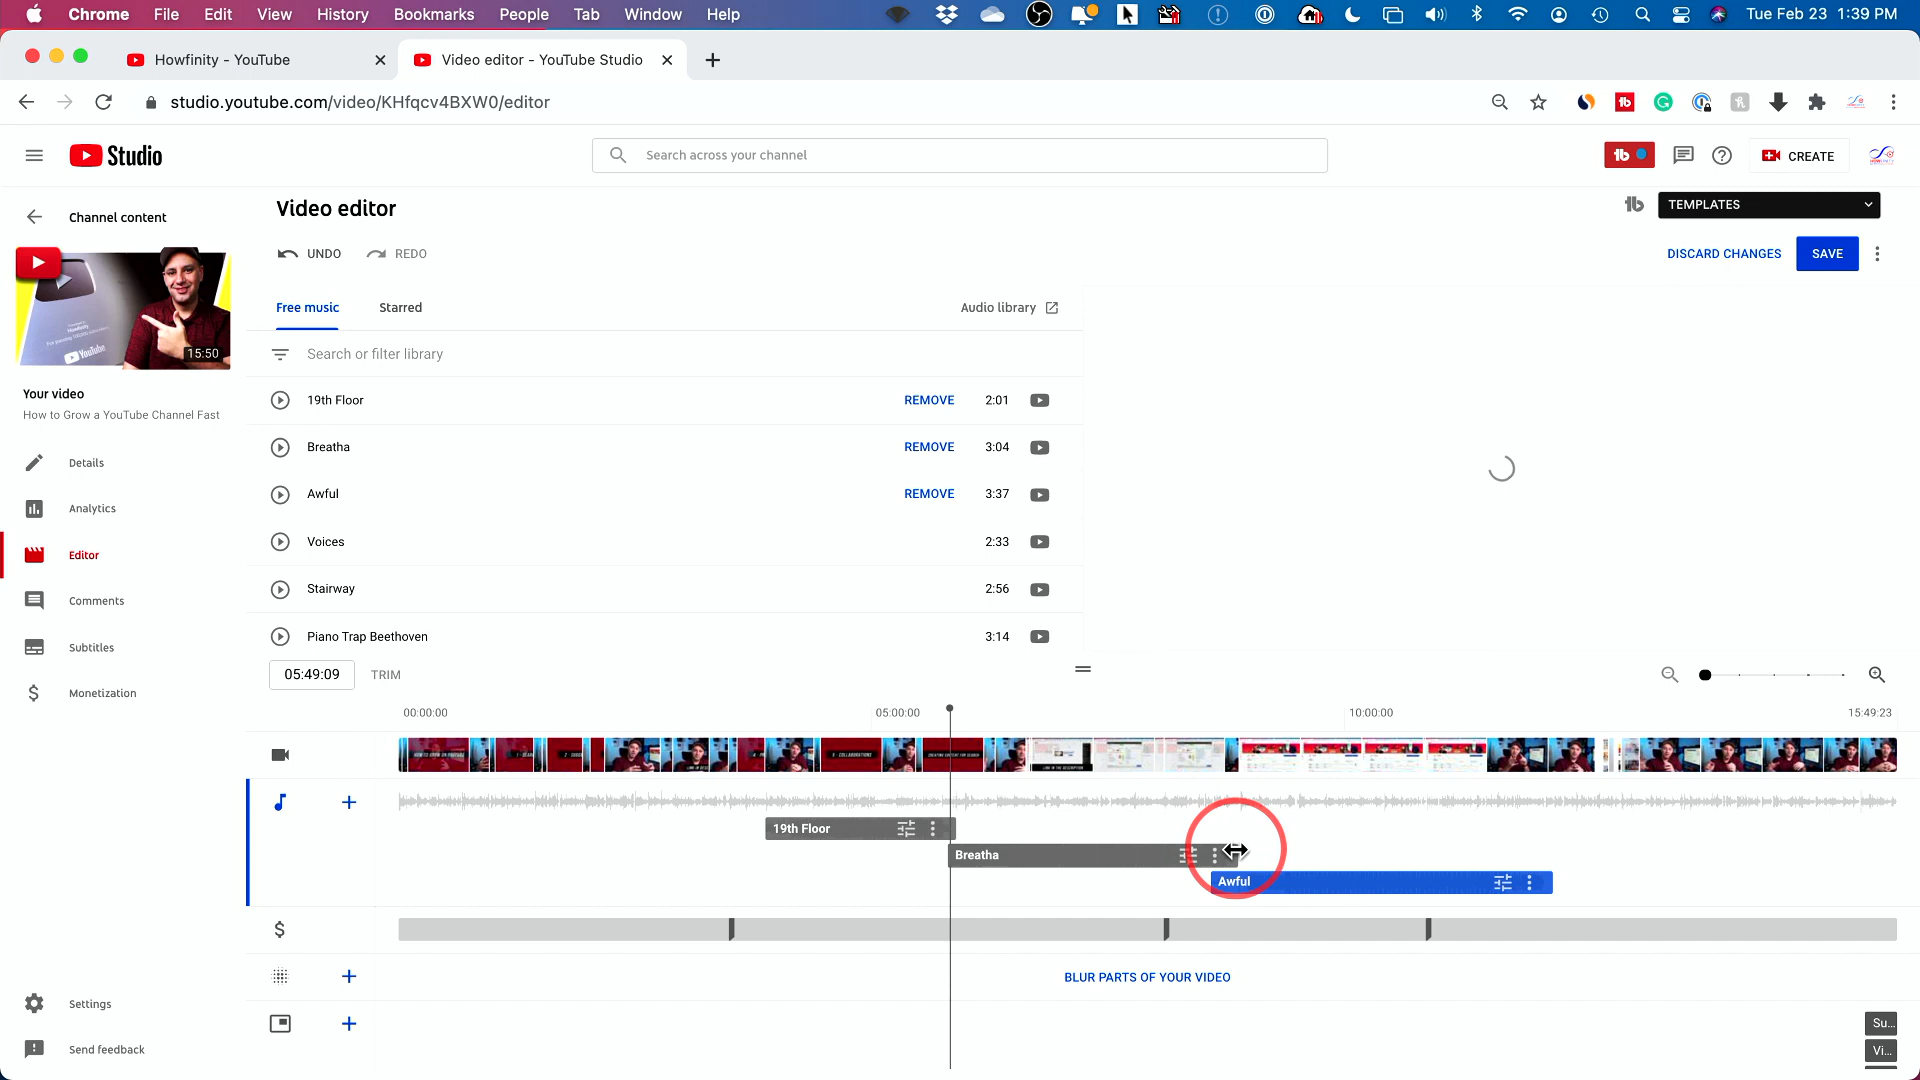 Chrome File Edit View History Bookmarks People Tab Window Help Tue Feb 23 1:39 PM
Howfinity - YouTube
Video editor - YouTube Studio
studio.youtube.com/video/KHfqcv4BXW0/editor
Studio
Search across your channel
CREATE
Channel content
15:50
Your video
How to Grow a YouTube Channel Fast
Details
Analytics
Editor
Comments
Subtitles
Monetization
Settings
Send feedback
Video editor
TEMPLATES
UNDO REDO
DISCARD CHANGES SAVE
Free music Starred Audio library
Search or filter library
19th Floor REMOVE 2:01
Breatha REMOVE 3:04
Awful REMOVE 3:37
Voices 2:33
Stairway 2:56
Piano Trap Beethoven 3:14
05:49:09 TRIM
00:00:00 05:00:00 10:00:00 15:49:23
19th Floor
Breatha
Awful
$
BLUR PARTS OF YOUR VIDEO
Su...
Vi...